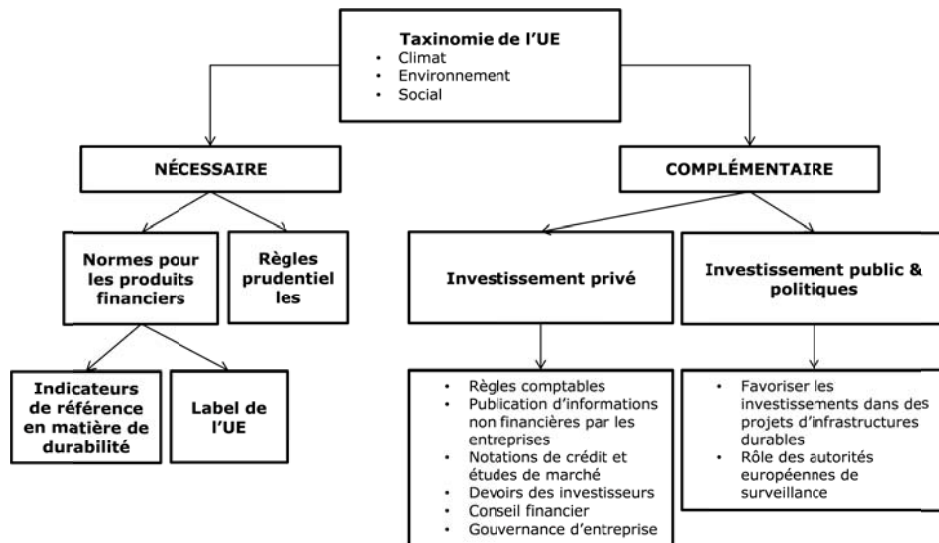 Taxinomie de l'UE
• Climat
• Environnement
• Social
NÉCESSAIRE
COMPLÉMENTAIRE
Normes pour
les produits
financiers
Règles
prudentiel
les
Investissement privé
Investissement public &
politiques
Indicateurs
de référence
en matière de
durabilité
Label de
l'UE
• Règles comptables
• Publication d'informations
non financières par les
entreprises
• Notations de crédit et
études de marché
• Devoirs des investisseurs
• Conseil financier
• Gouvernance d'entreprise
• Favoriser les
investissements dans des
projets d'infrastructures
durables
• Rôle des autorités
européennes de
surveillance